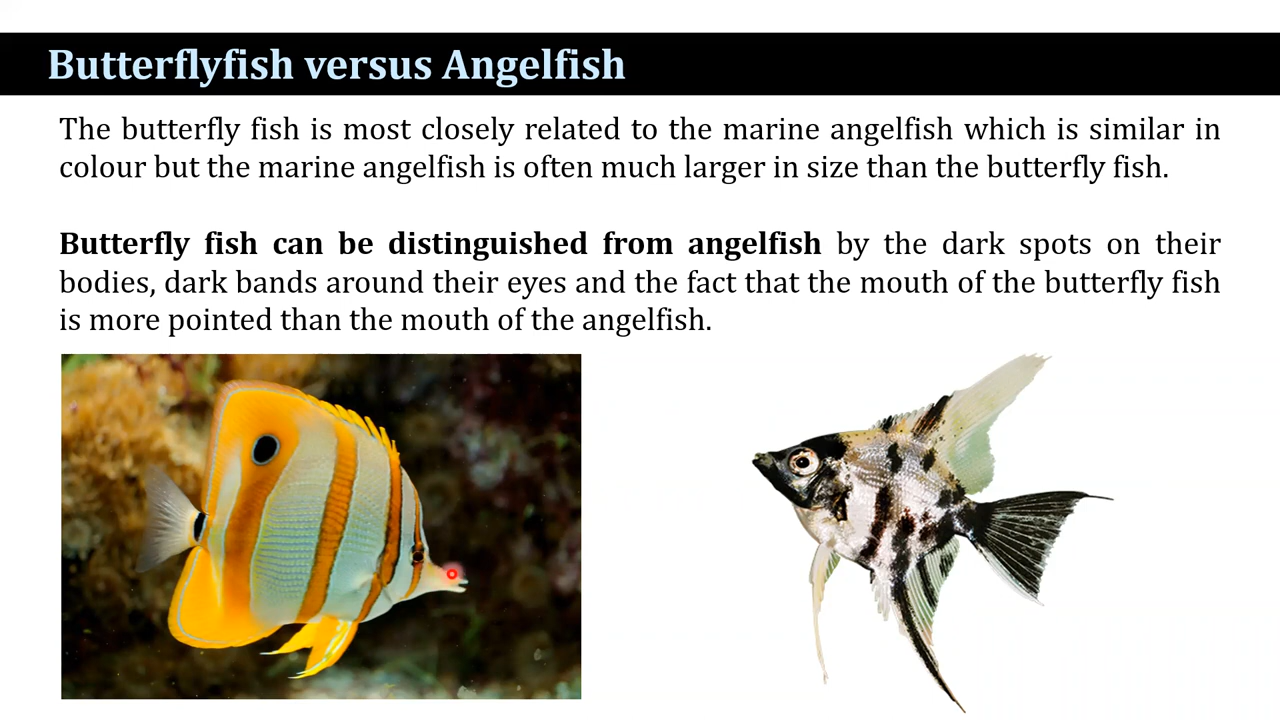 Butterflyfish versus Angelfish
The butterfly fish is most closely related to the marine angelfish which is similar in
colour but the marine angelfish is often much larger in size than the butterfly fish.
Butterfly fish can be distinguished from angelfish by the dark spots on their
bodies, dark bands around their eyes and the fact that the mouth of the butterfly fish
is more pointed than the mouth of the angelfish.